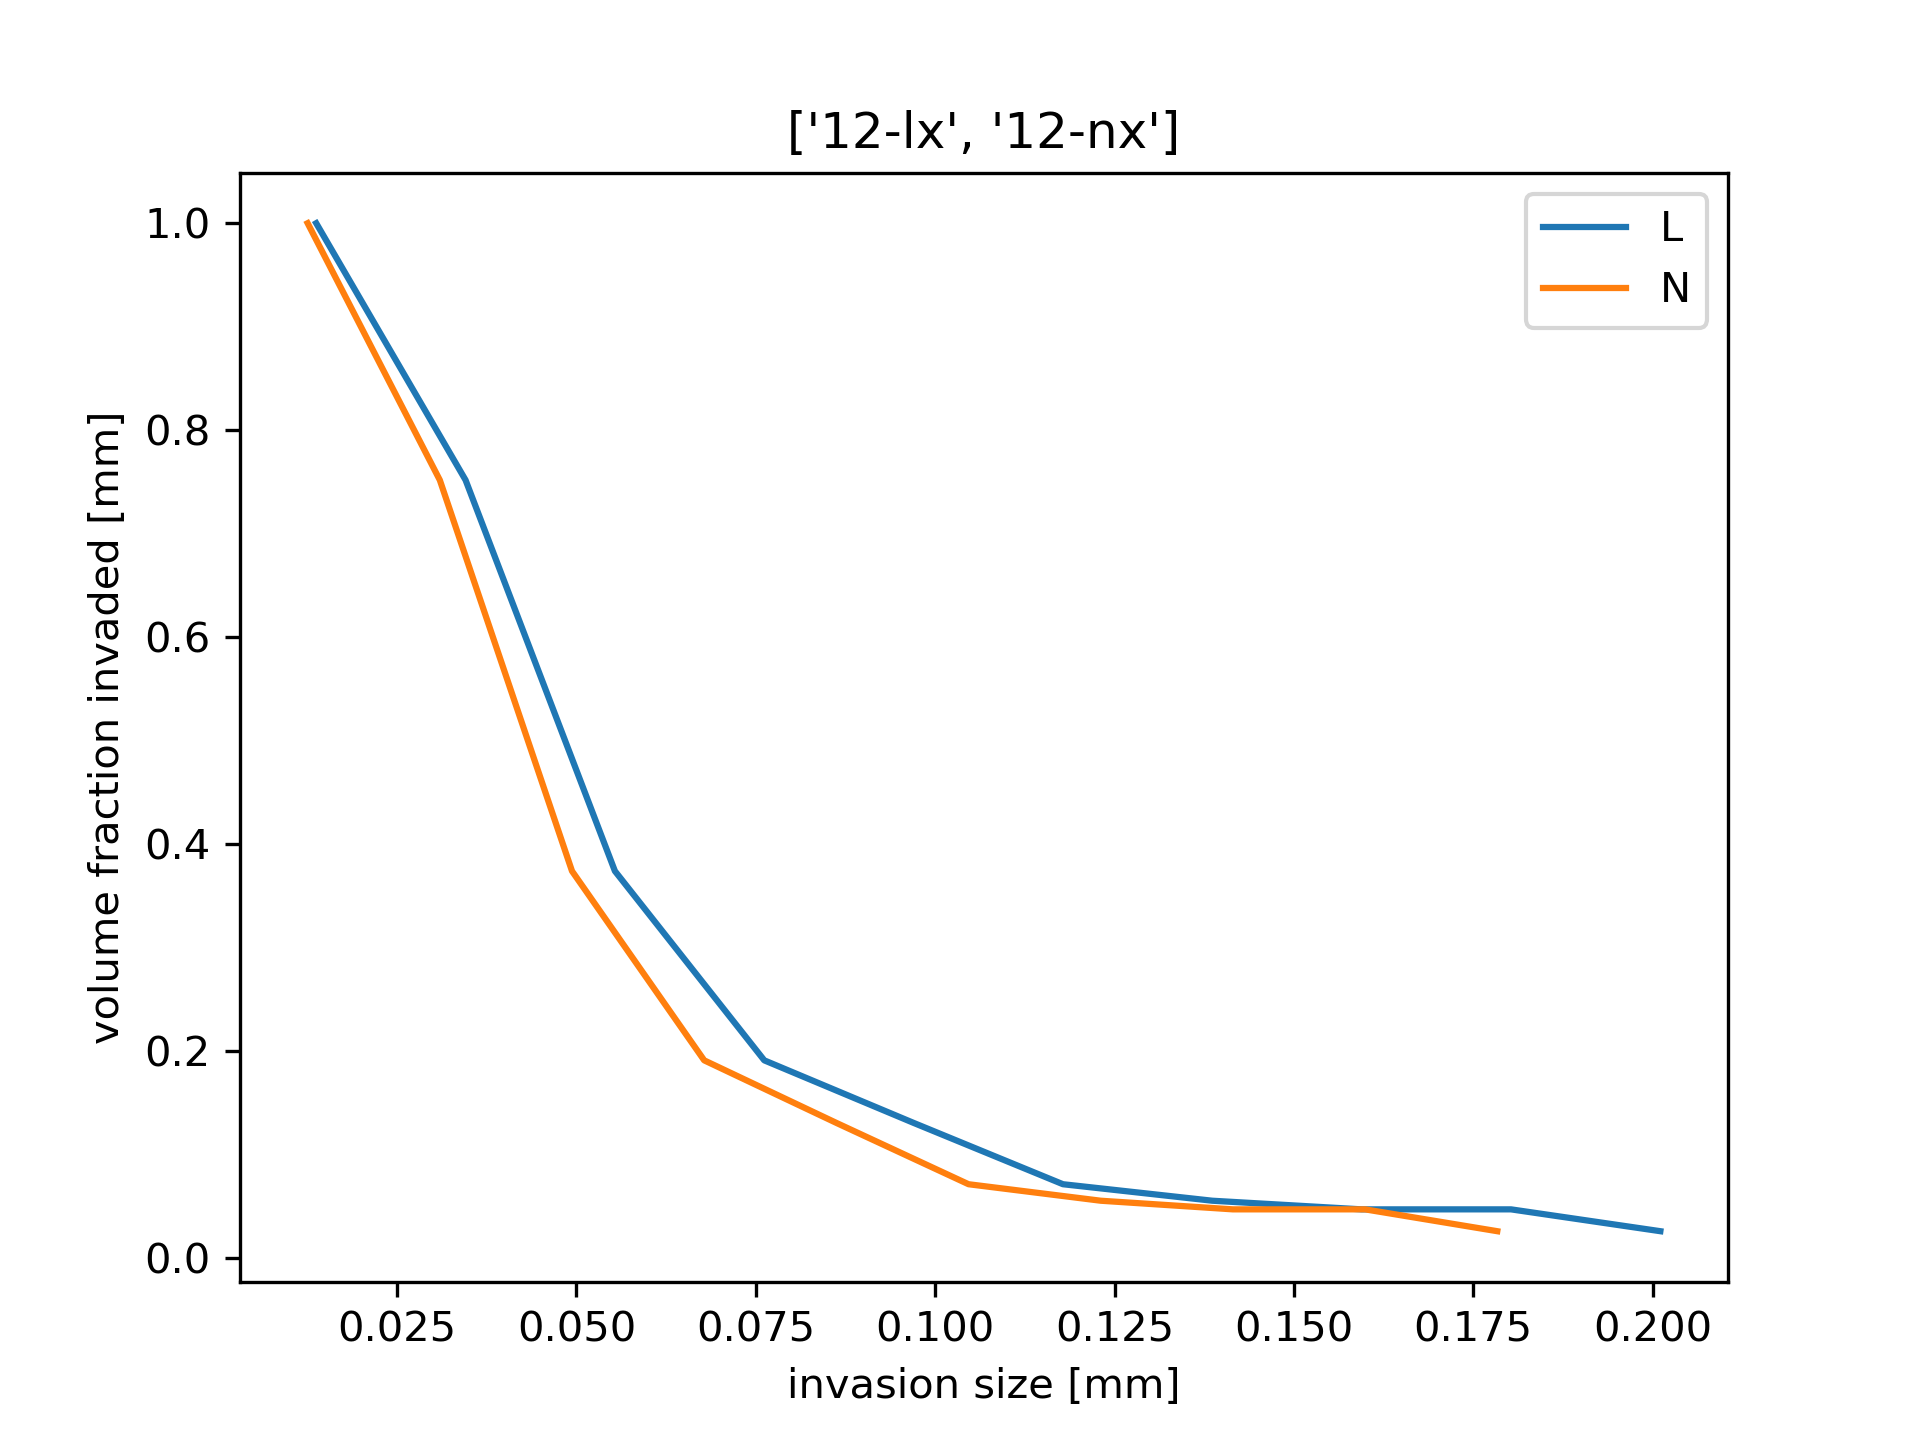 ['12-lx', '12-nx']
L
N
volume fraction invaded [mm]
1.0
0.8
0.6
0.4
0.2
0.0
0.025 0.050 0.075 0.100 0.125 0.150 0.175 0.200
invasion size [mm]